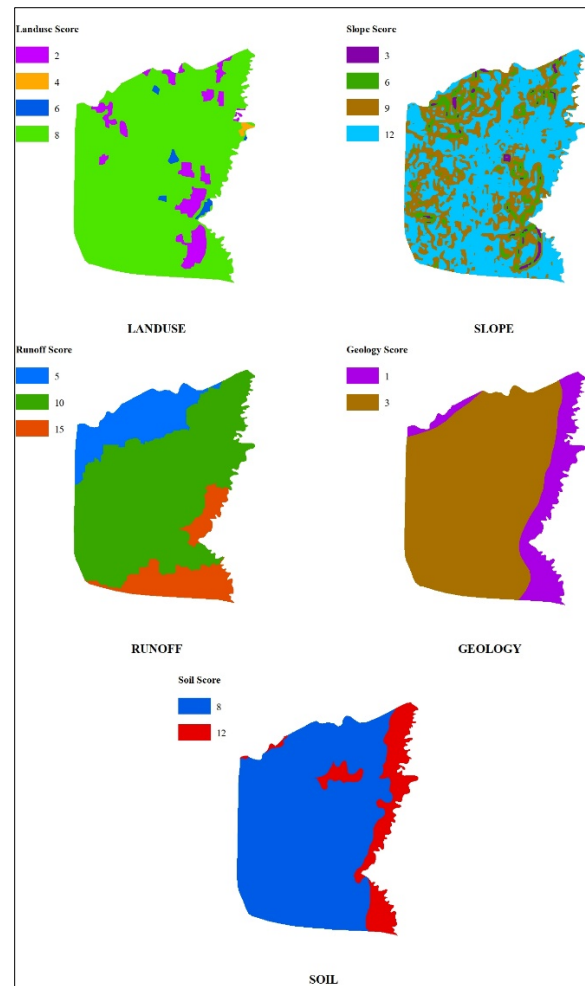 Landuse Score
2
4
6
8
LANDUSE
Slope Score
3
6
9
12
SLOPE
Runoff Score
5
10
15
RUNOFF
Geology Score
1
3
GEOLOGY
Soil Score
8
12
SOIL